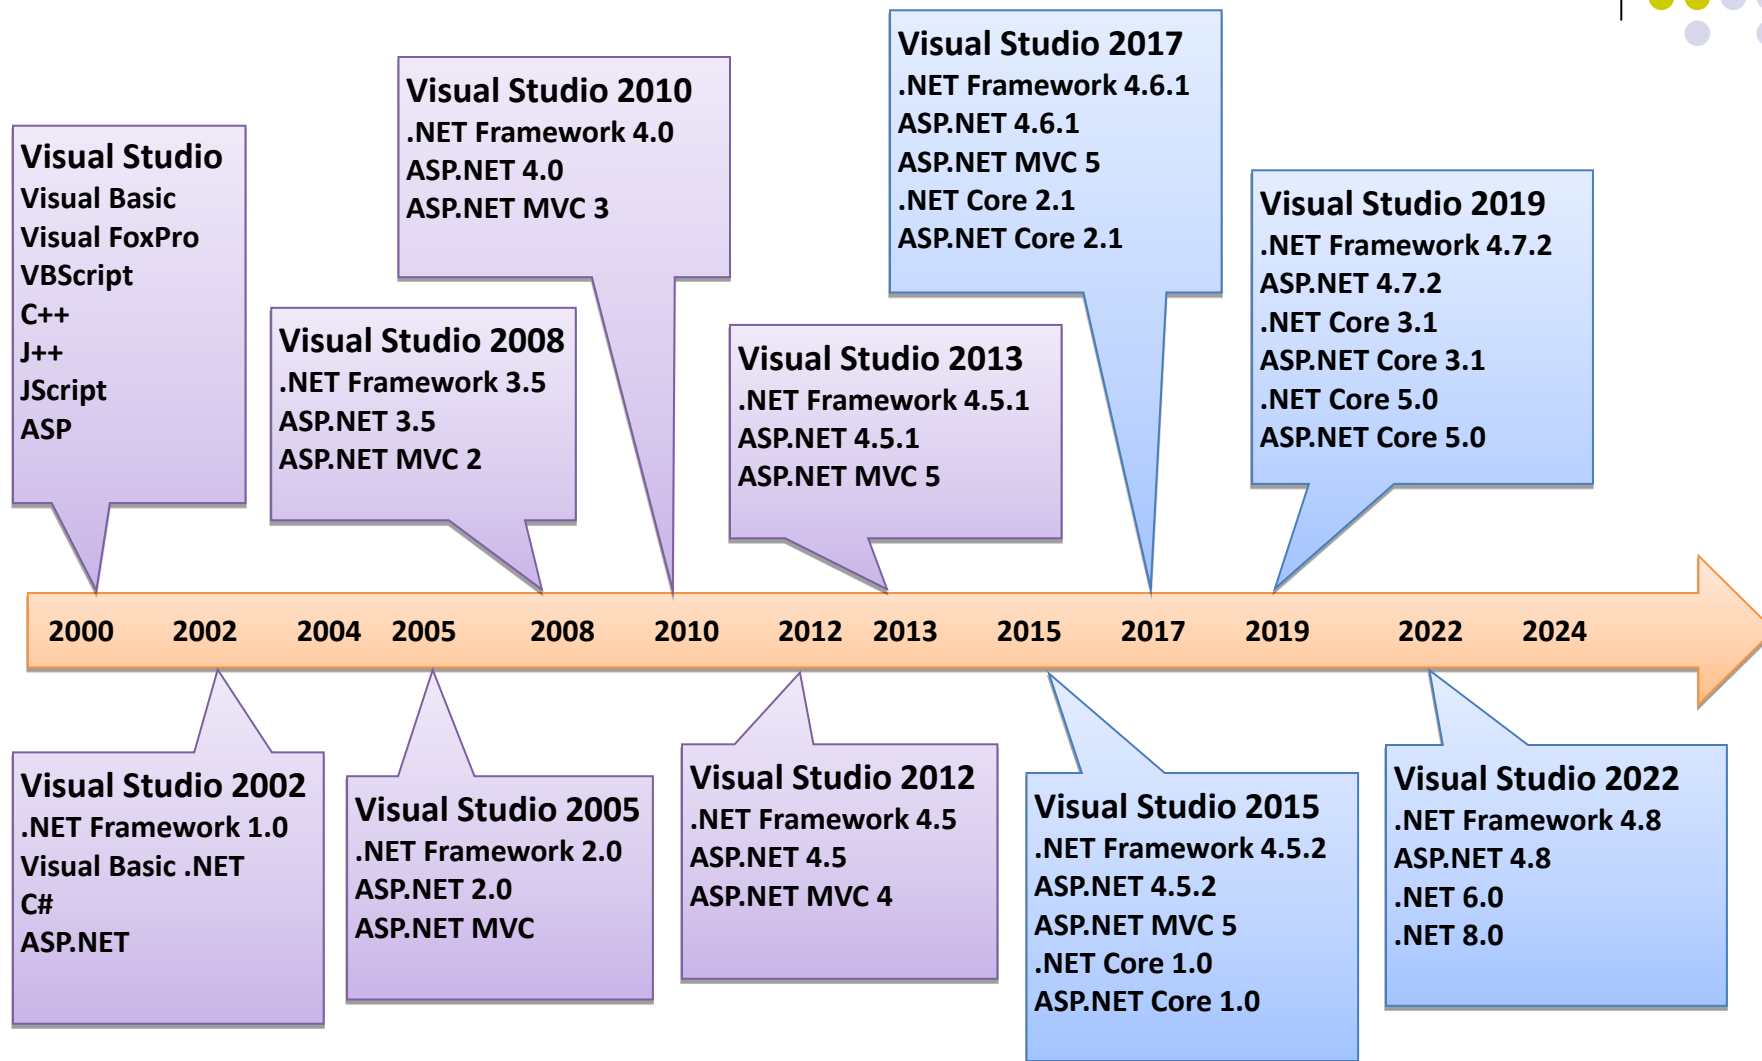 Visual Studio
Visual Basic
Visual FoxPro
VBScript
C++
J++
JScript
ASP
Visual Studio 2008
.NET Framework 3.5
ASP.NET 3.5
ASP.NET MVC 2
Visual Studio 2010
.NET Framework 4.0
ASP.NET 4.0
ASP.NET MVC 3
Visual Studio 2013
.NET Framework 4.5.1
ASP.NET 4.5.1
ASP.NET MVC 5
Visual Studio 2017
.NET Framework 4.6.1
ASP.NET 4.6.1
ASP.NET MVC 5
.NET Core 2.1
ASP.NET Core 2.1
Visual Studio 2019
.NET Framework 4.7.2
ASP.NET 4.7.2
.NET Core 3.1
ASP.NET Core 3.1
.NET Core 5.0
ASP.NET Core 5.0
2000 2002 2004 2005 2008 2010 2012 2013 2015 2017 2019 2022 2024
Visual Studio 2002
.NET Framework 1.0
Visual Basic .NET
C#
ASP.NET
Visual Studio 2005
.NET Framework 2.0
ASP.NET 2.0
ASP.NET MVC
Visual Studio 2012
.NET Framework 4.5
ASP.NET 4.5
ASP.NET MVC 4
Visual Studio 2015
.NET Framework 4.5.2
ASP.NET 4.5.2
ASP.NET MVC 5
.NET Core 1.0
ASP.NET Core 1.0
Visual Studio 2022
.NET Framework 4.8
ASP.NET 4.8
.NET 6.0
.NET 8.0